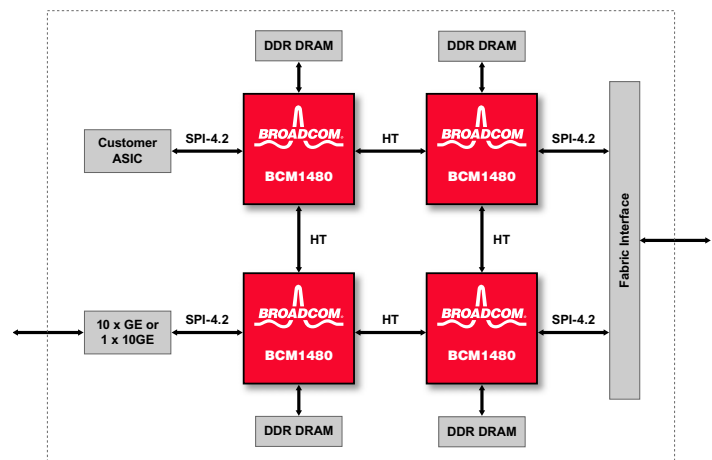 DDR DRAM
DDR DRAM
Customer
ASIC
SPI-4.2
BROADCOM®
BCM1480
HT
BROADCOM®
BCM1480
SPI-4.2
HT
HT
Fabric Interface
10 x GE or
1 x 10GE
SPI-4.2
BROADCOM®
BCM1480
HT
BROADCOM®
BCM1480
SPI-4.2
DDR DRAM
DDR DRAM